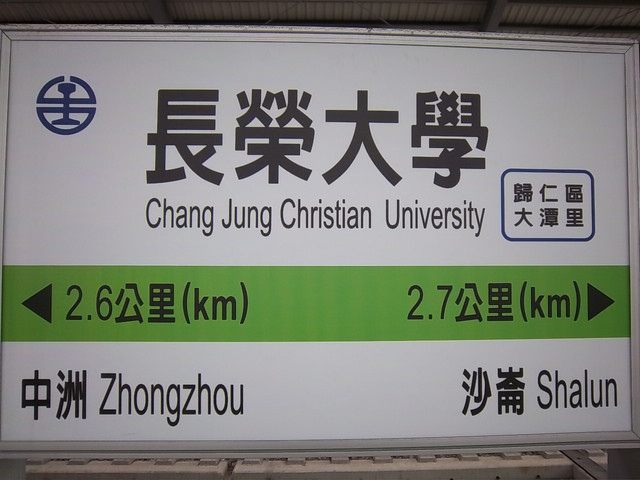 長榮大學
Chang Jung Christian University
歸仁區
大潭里
2.6公里(km)
2.7公里(km)
中洲 Zhongzhou
沙崙 Shalun